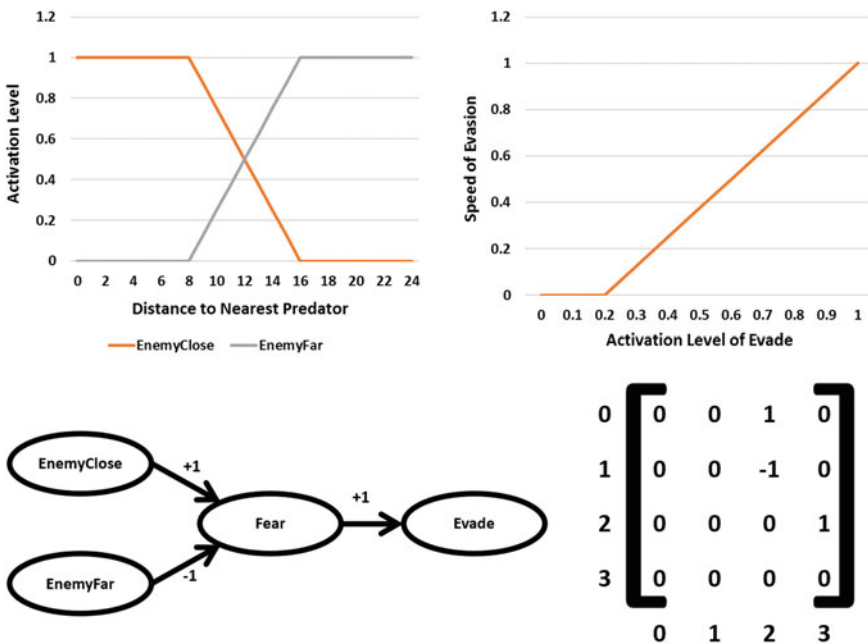 1.2
1
0.8
0.6
0.4
0.2
0
Activation Level
0 2 4 6 8 10 12 14 16 18 20 22 24
Distance to Nearest Predator
EnemyClose EnemyFar
1.2
1
0.8
0.6
0.4
0.2
0
Speed of Evasion
0 0.1 0.2 0.3 0.4 0.5 0.6 0.7 0.8 0.9 1
Activation Level of Evade
EnemyClose
+1
Fear
+1
Evade
EnemyFar
-1
0 0 0 1 0
1 0 0 -1 0
2 0 0 0 1
3 0 0 0 0
0 1 2 3